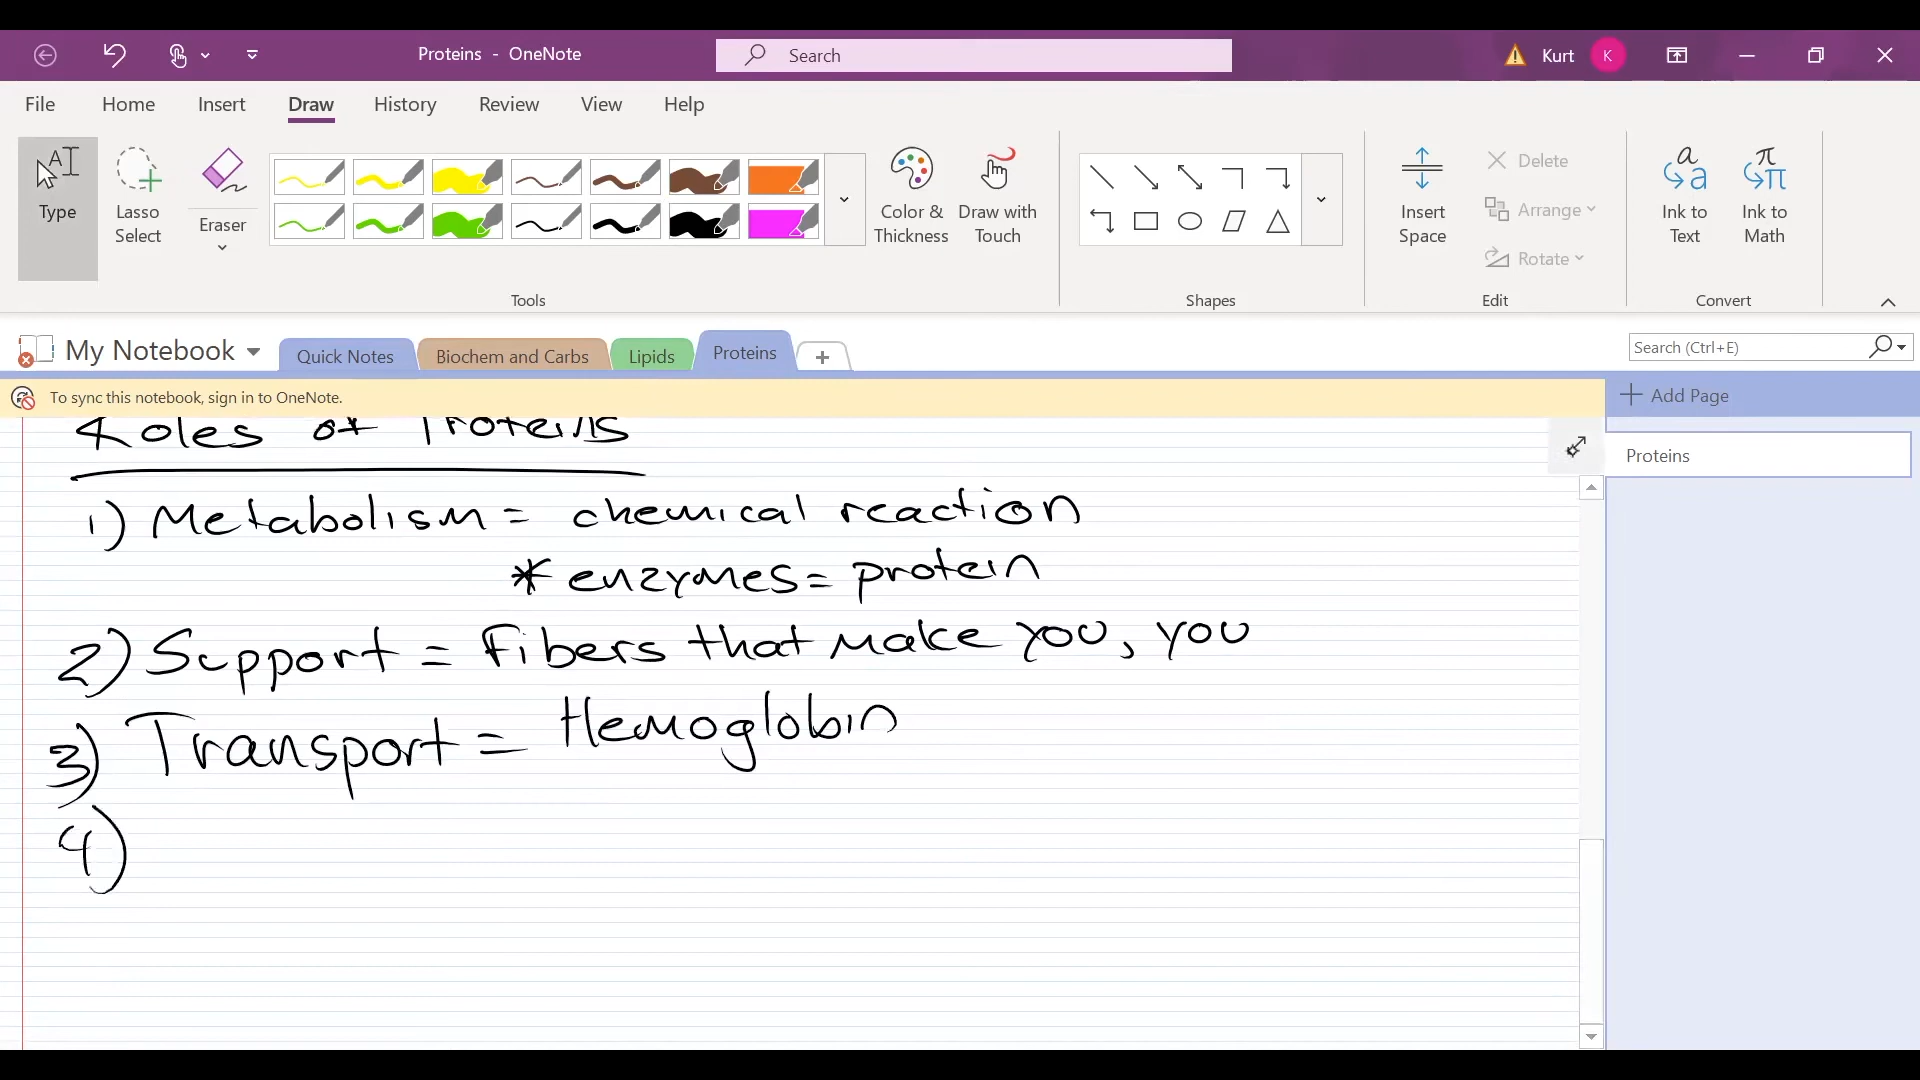 Proteins - OneNote
Search
Kurt
K
File Home Insert Draw History Review View Help
Type
Lasso Select
Eraser
Color & Thickness
Draw with Touch
Insert Space
Delete
Arrange
Rotate
Ink to Text
Ink to Math
Tools
Shapes
Edit
Convert
My Notebook
Quick Notes
Biochem and Carbs
Lipids
Proteins
Search (Ctrl+E)
To sync this notebook, sign in to OneNote.
Add Page
Proteins
Roles of Proteins
1) Metabolism = chemical reaction
* enzymes = protein
2) Support = Fibers that make you, you
3) Transport = Hemoglobin
4)